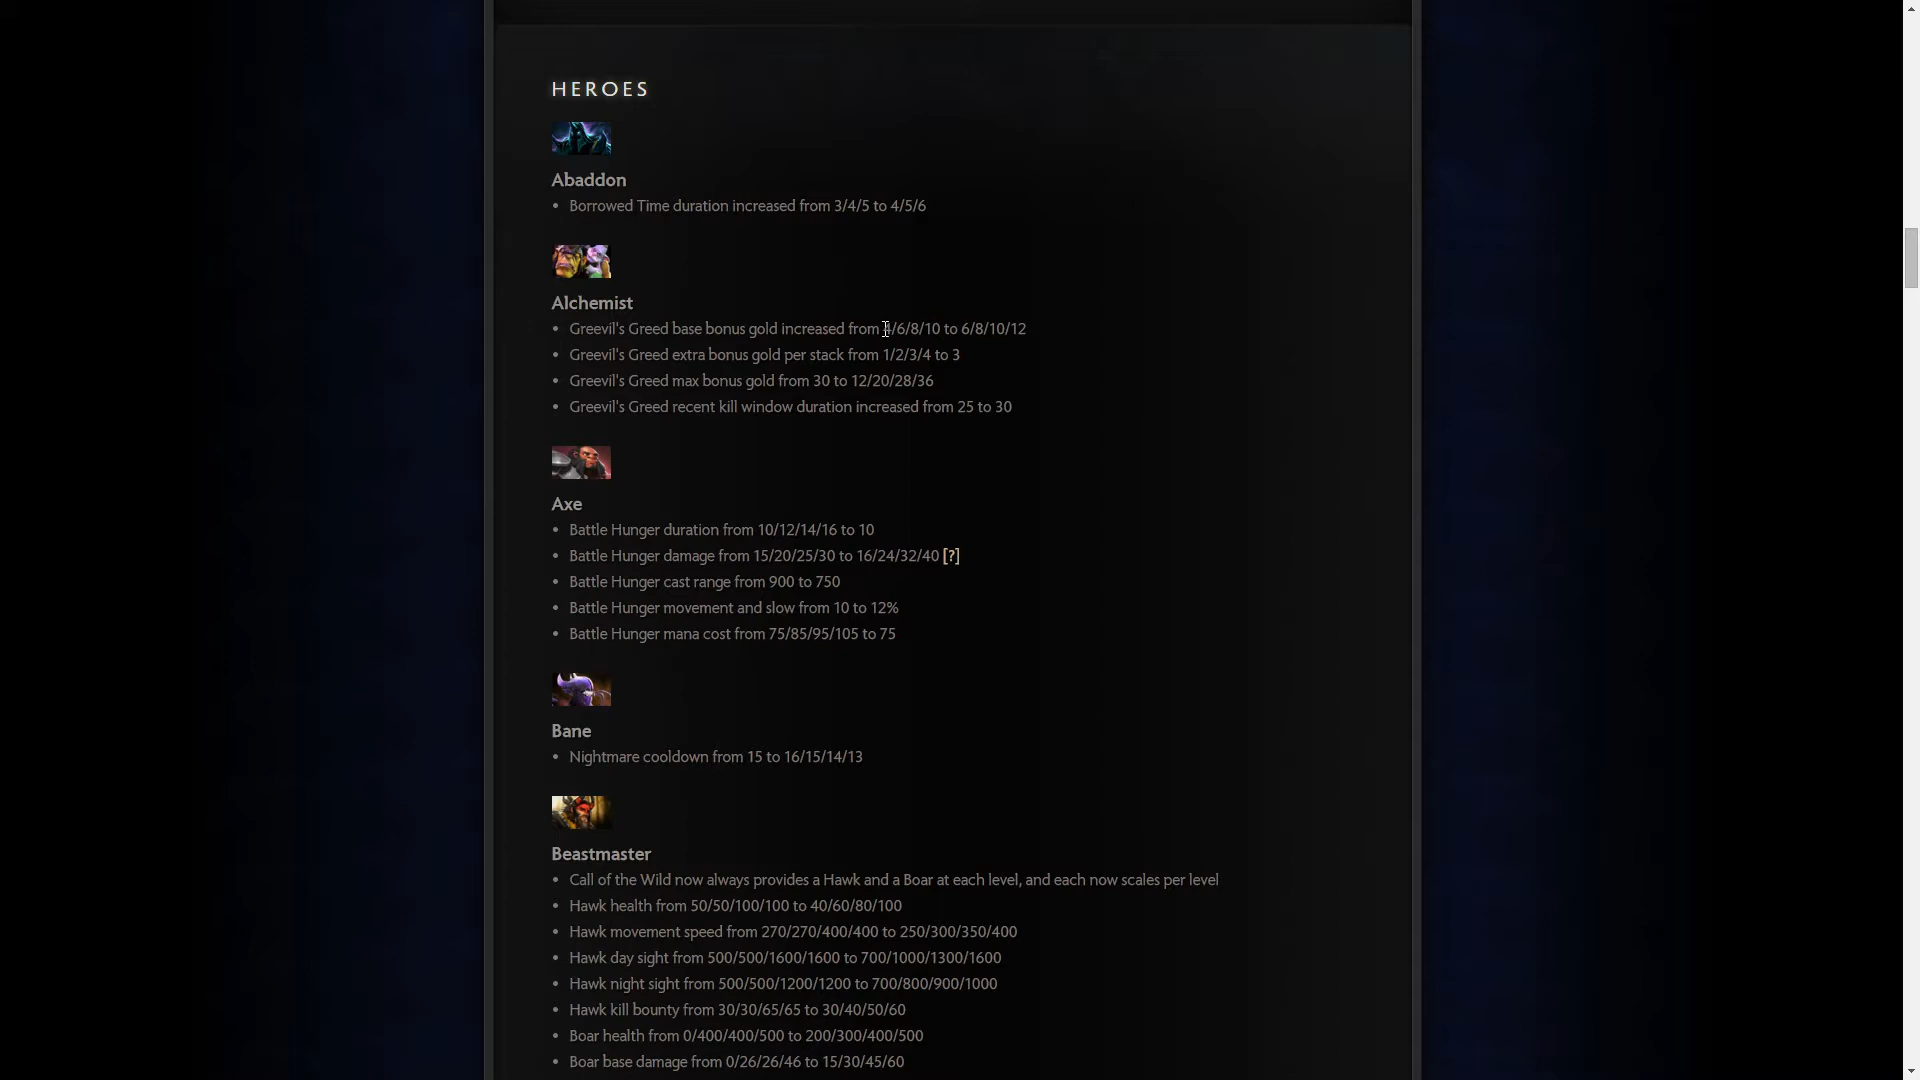 HEROES
Abaddon
• Borrowed Time duration increased from 3/4/5 to 4/5/6
Alchemist
• Greevil's Greed base bonus gold increased from 4/6/8/10 to 6/8/10/12
• Greevil's Greed extra bonus gold per stack from 1/2/3/4 to 3
• Greevil's Greed max bonus gold from 30 to 12/20/28/36
• Greevil's Greed recent kill window duration increased from 25 to 30
Axe
• Battle Hunger duration from 10/12/14/16 to 10
• Battle Hunger damage from 15/20/25/30 to 16/24/32/40 [?]
• Battle Hunger cast range from 900 to 750
• Battle Hunger movement and slow from 10 to 12%
• Battle Hunger mana cost from 75/85/95/105 to 75
Bane
• Nightmare cooldown from 15 to 16/15/14/13
Beastmaster
• Call of the Wild now always provides a Hawk and a Boar at each level, and each now scales per level
• Hawk health from 50/50/100/100 to 40/60/80/100
• Hawk movement speed from 270/270/400/400 to 250/300/350/400
• Hawk day sight from 500/500/1600/1600 to 700/1000/1300/1600
• Hawk night sight from 500/500/1200/1200 to 700/800/900/1000
• Hawk kill bounty from 30/30/65/65 to 30/40/50/60
• Boar health from 0/400/400/500 to 200/300/400/500
• Boar base damage from 0/26/26/46 to 15/30/45/60